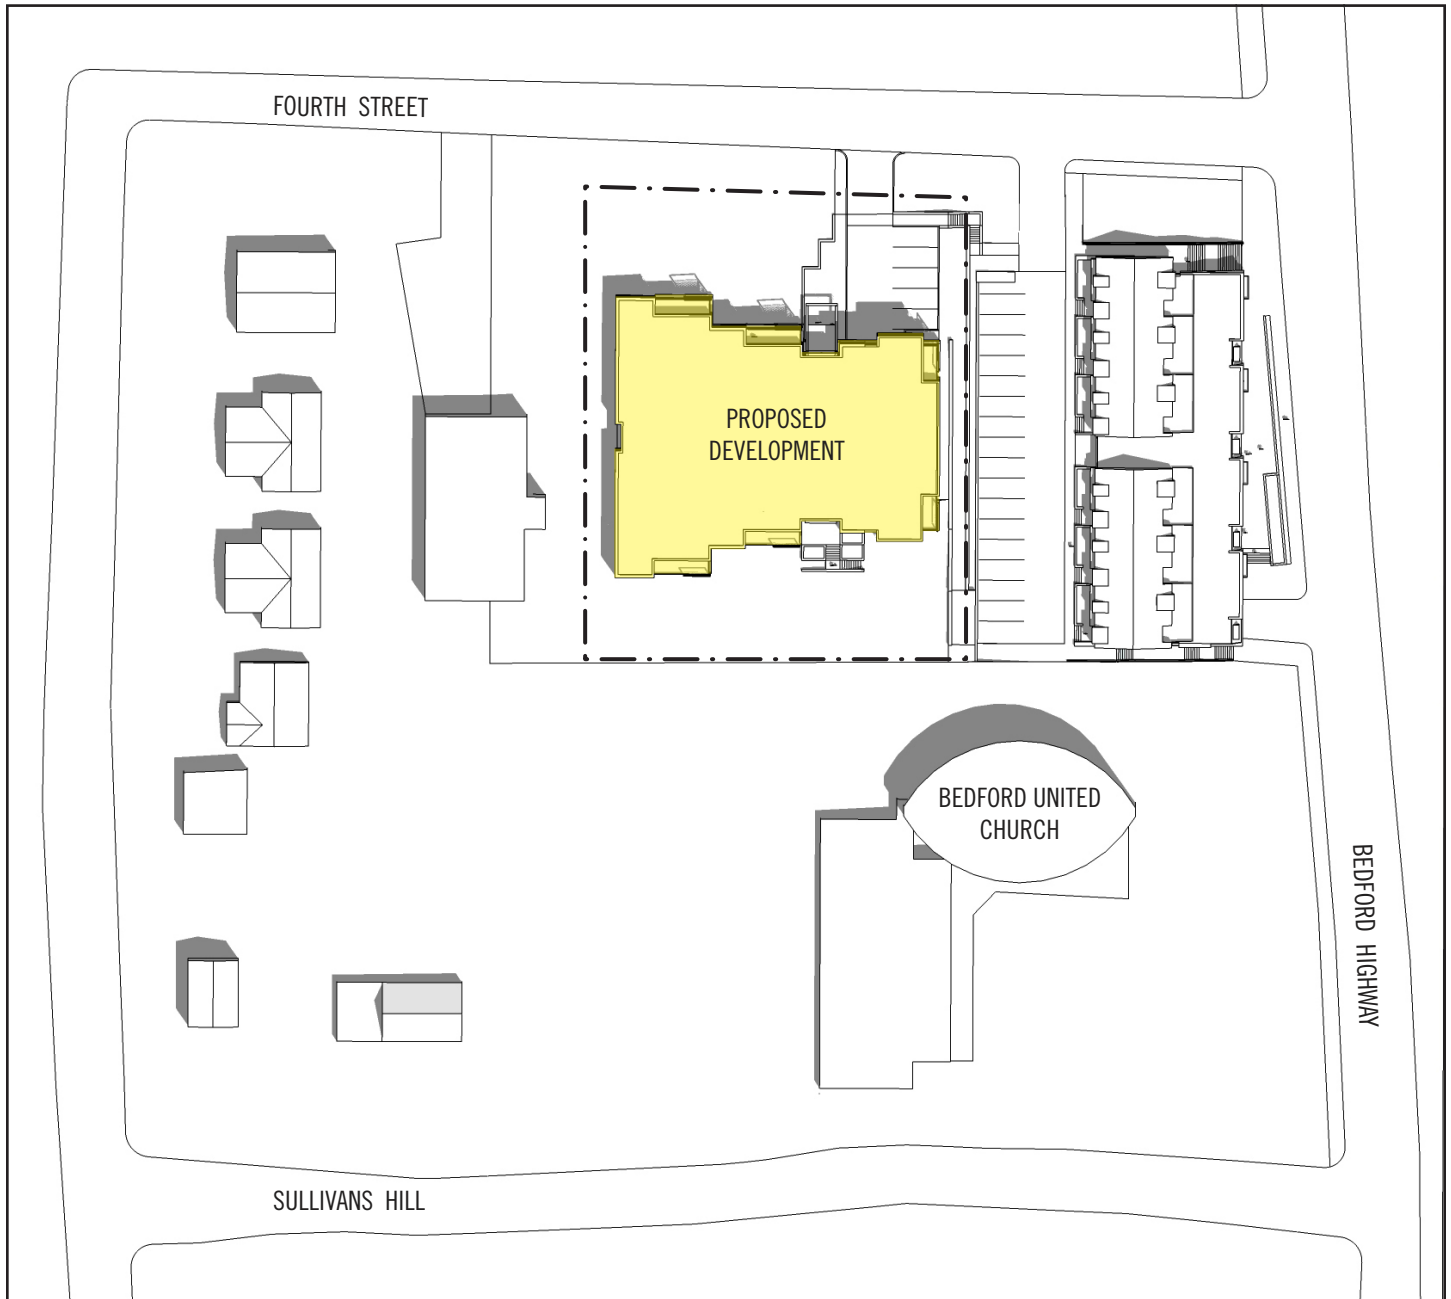 FOURTH STREET
PROPOSED
DEVELOPMENT
BEDFORD UNITED
CHURCH
BEDFORD HIGHWAY
SULLIVANS HILL